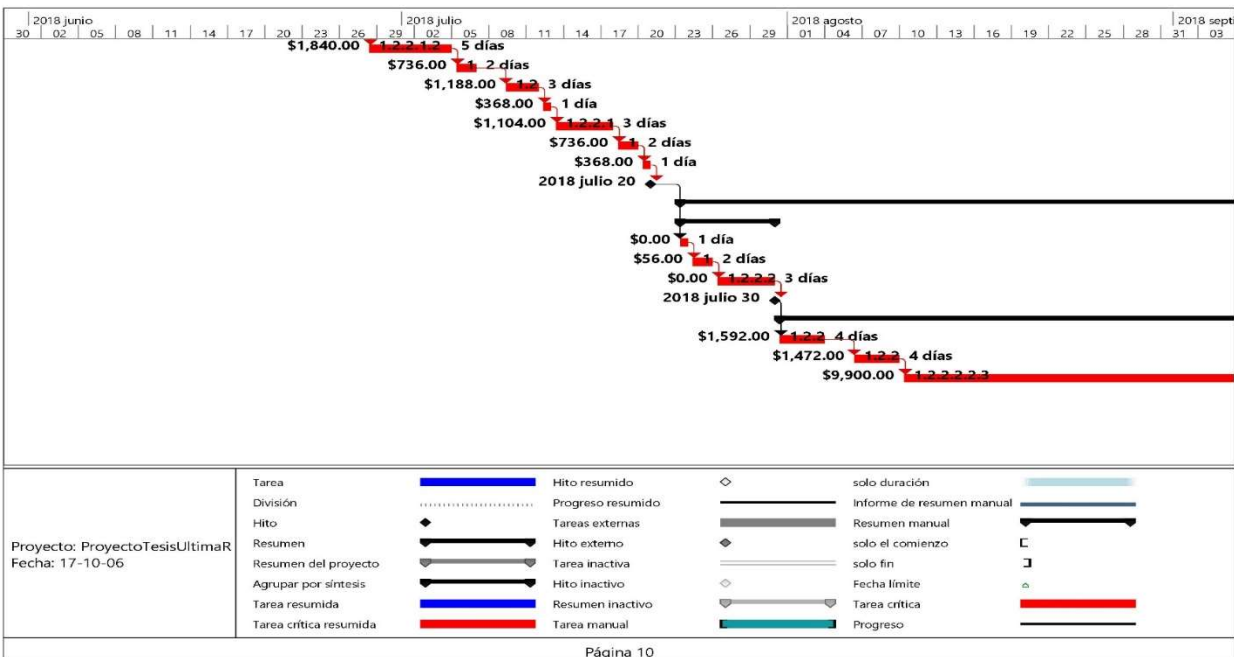 2018 junio 2018 julio 2018 agosto 2018 septi
30 02 05 08 11 14 17 20 23 26 29 02 05 08 11 14 17 20 23 26 29 01 04 07 10 13 16 19 22 25 28 31 03
$1,840.00 1.2.2.1.2 5 días
$736.00 1 2 días
$1,188.00 1.2 3 días
$368.00 1 día
$1,104.00 1.2.2.1 3 días
$736.00 1 2 días
$368.00 1 día
2018 julio 20
$0.00 1 día
$56.00 1 2 días
$0.00 1.2.2.2 3 días
2018 julio 30
$1,592.00 1.2.2 4 días
$1,472.00 1.2.2 4 días
$9,900.00 1.2.2.2.2.3
Proyecto: ProyectoTesisUltimaR
Fecha: 17-10-06
Tarea Hito resumido solo duración
División Progreso resumido Informe de resumen manual
Hito Tareas externas Resumen manual
Resumen Hito externo solo el comienzo
Resumen del proyecto Tarea inactiva solo fin
Agrupar por síntesis Hito inactivo Fecha límite
Tarea resumida Resumen inactivo Tarea crítica
Tarea crítica resumida Tarea manual Progreso
Página 10